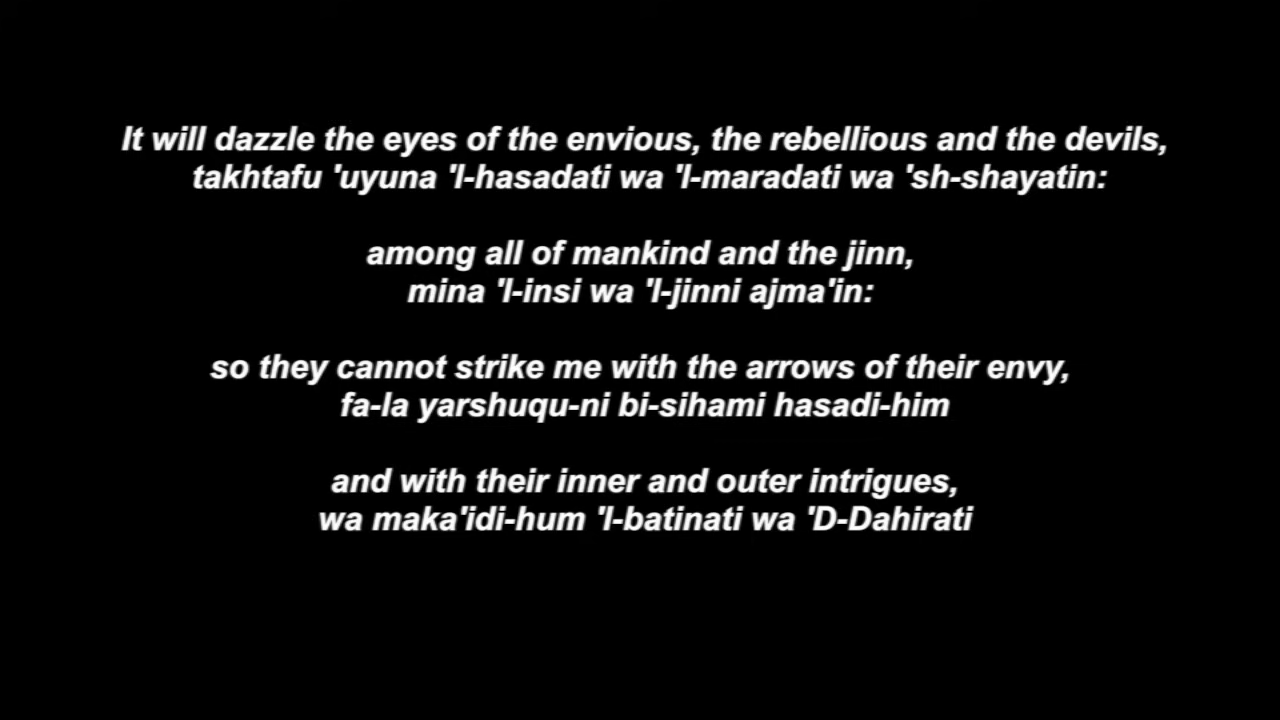 It will dazzle the eyes of the envious, the rebellious and the devils,
takhtafu 'uyuna 'l-hasadati wa 'l-maradati wa 'sh-shayatin:
among all of mankind and the jinn,
mina 'l-insi wa 'l-jinni ajma'in:
so they cannot strike me with the arrows of their envy,
fa-la yarshuqu-ni bi-sihami hasadi-him
and with their inner and outer intrigues,
wa maka'idi-hum 'l-batinati wa 'D-Dahirati